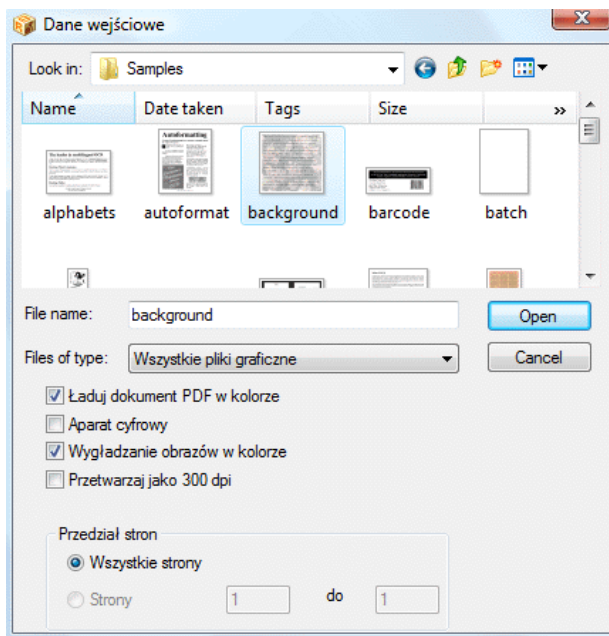 Dane wejściowe
Look in: Samples
Name Date taken Tags Size »
Autoformatting
alphabets autoformat background barcode batch
File name: background Open
Files of type: Wszystkie pliki graficzne Cancel
Ładuj dokument PDF w kolorze
Aparat cyfrowy
Wygładzanie obrazów w kolorze
Przetwarzaj jako 300 dpi
Przedział stron
Wszystkie strony
Strony 1 do 1